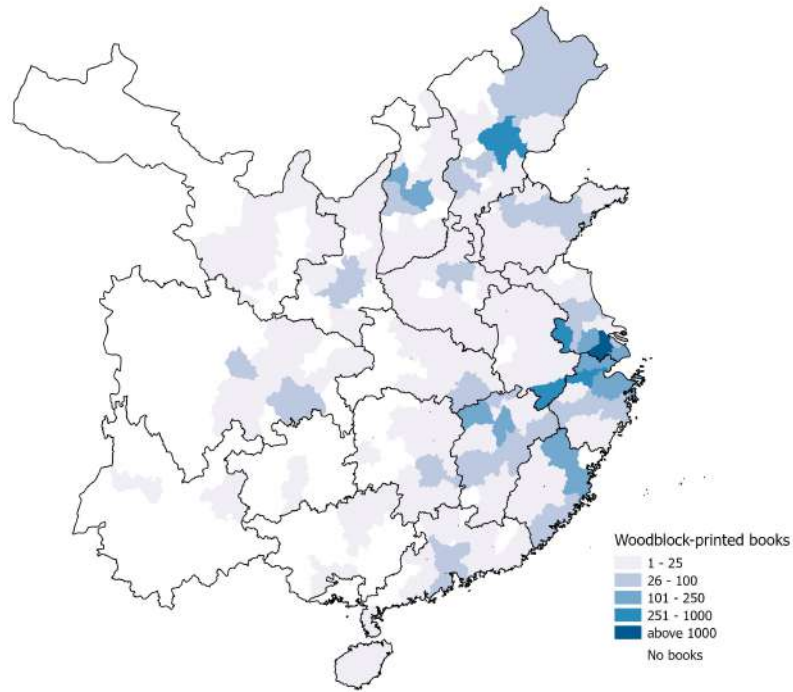 Woodblock-printed books
1 - 25
26 - 100
101 - 250
251 - 1000
above 1000
No books